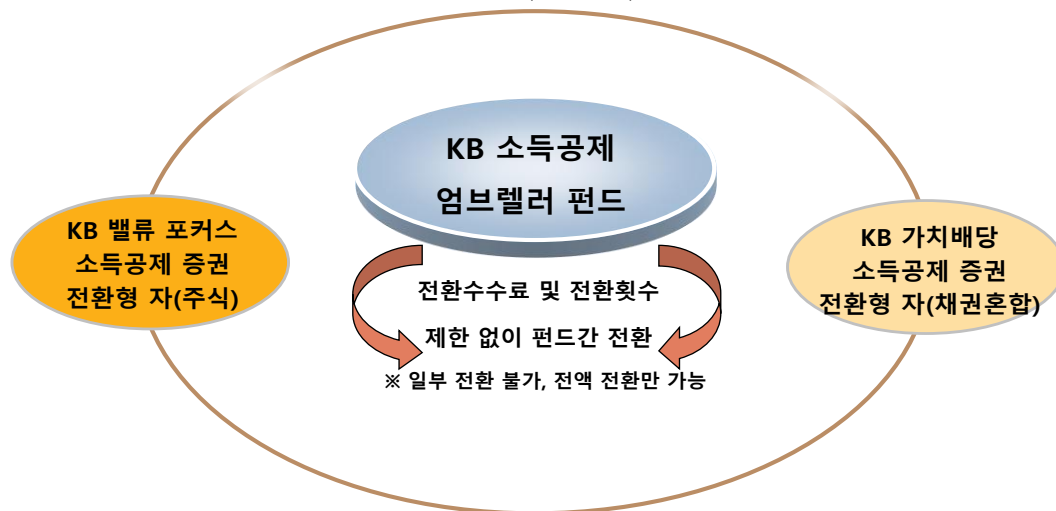 KB 소득공제
엄브렐러 펀드
KB 밸류 포커스
소득공제 증권
전환형 자(주식)
전환수수료 및 전환횟수
제한 없이 펀드간 전환
※ 일부 전환 불가, 전액 전환만 가능
KB 가치배당
소득공제 증권
전환형 자(채권혼합)